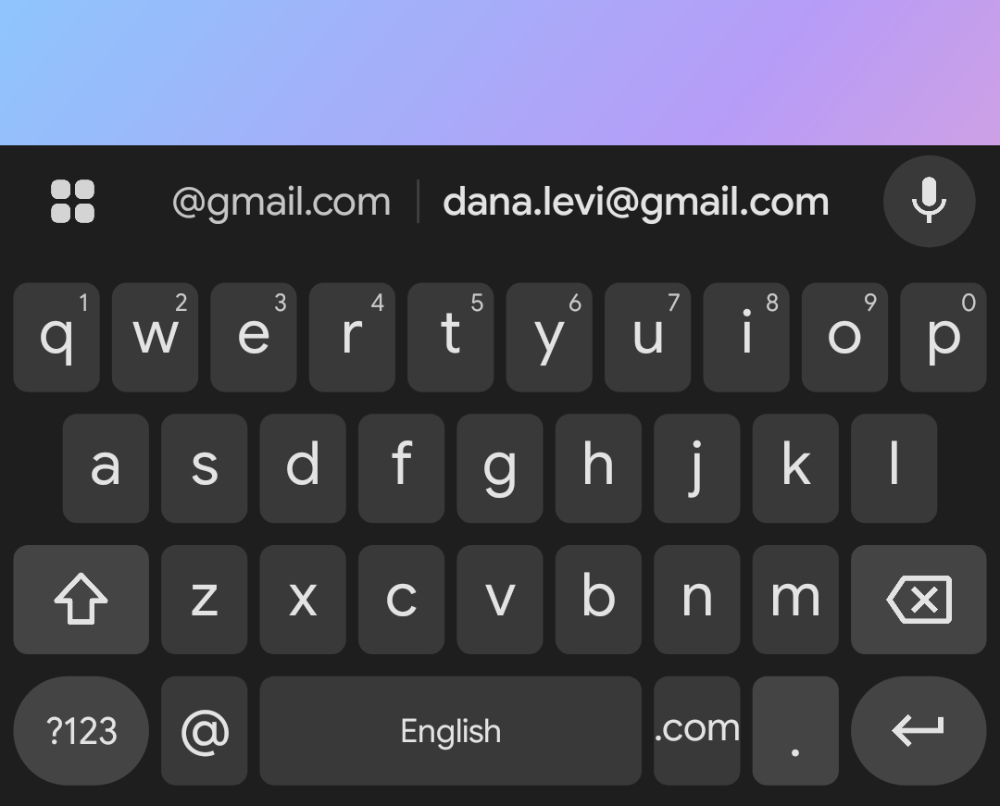 @gmail.com dana.levi@gmail.com
q1 w2 e3 r4 t5 y6 u7 i8 o9 p0
a s d f g h j k l
z x c v b n m
?123 @ English .com .